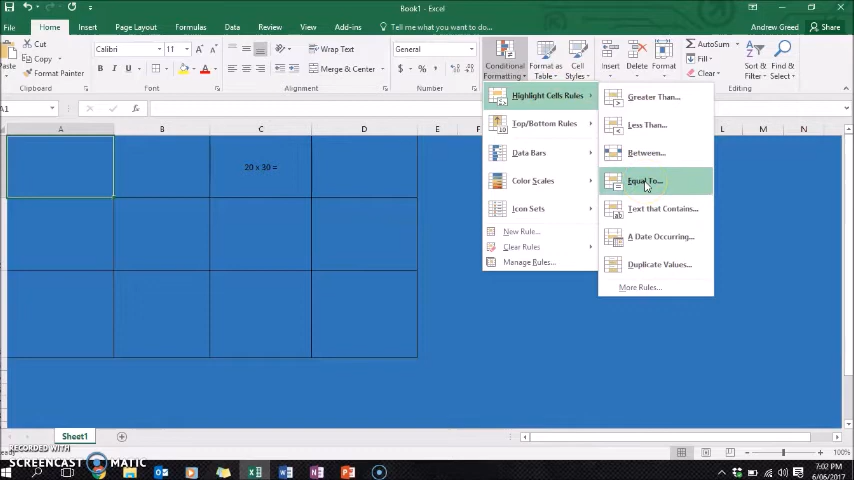 Book1 - Excel
File Home Insert Page Layout Formulas Data Review View Add-ins Tell me what you want to do... Andrew Greed Share
Cut
Copy
Format Painter
Paste
Clipboard
Calibri 11
Font
Wrap Text
Merge & Center
Alignment
General
$ % ,
Number
Conditional Formatting
Format as Table
Cell Styles
Insert Delete Format
AutoSum
Fill
Clear
Sort & Filter
Find & Select
Editing
A1
fx
A B C D E F L M N
20 x 30 =
Highlight Cells Rules
Top/Bottom Rules
Data Bars
Color Scales
Icon Sets
New Rule...
Clear Rules
Manage Rules...
Greater Than...
Less Than...
Between...
Equal To...
Text that Contains...
A Date Occurring...
Duplicate Values...
More Rules...
Sheet1
RECORDED WITH
SCREENCAST MATIC
100%
7:02 PM
6/06/2017